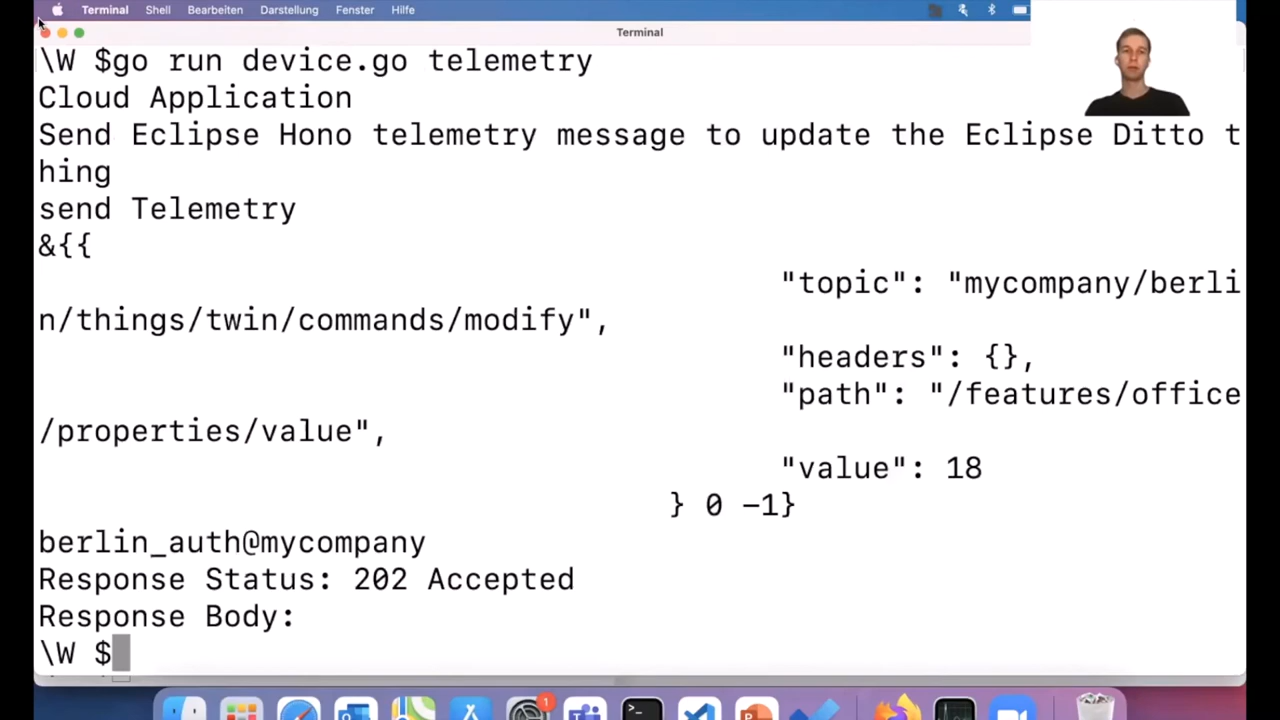 Terminal Shell Bearbeiten Darstellung Fenster Hilfe
Terminal
\W $go run device.go telemetry
Cloud Application
Send Eclipse Hono telemetry message to update the Eclipse Ditto t
hing
send Telemetry
&{{
"topic": "mycompany/berli
n/things/twin/commands/modify",
"headers": {},
"path": "/features/office
/properties/value",
"value": 18
} 0 -1}
berlin_auth@mycompany
Response Status: 202 Accepted
Response Body:
\W $
1